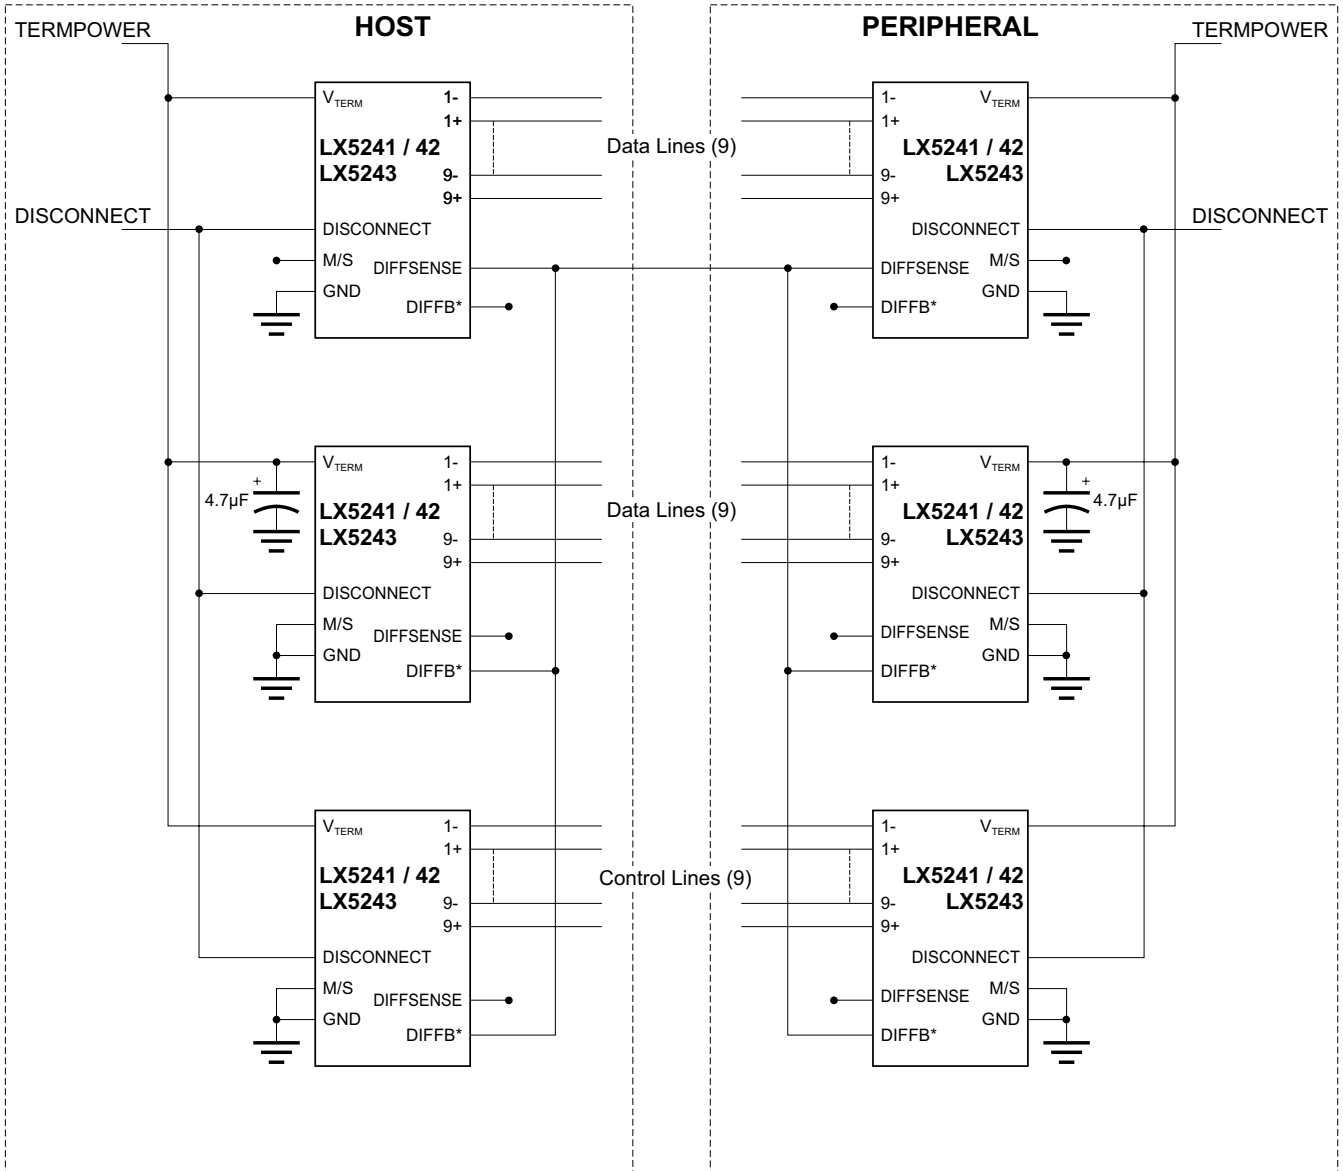 HOST
PERIPHERAL
TERMPOWER
TERMPOWER
DISCONNECT
DISCONNECT
VTERM
1-
1+
LX5241 / 42
LX5243
9-
9+
DISCONNECT
M/S
DIFFSENSE
GND
DIFFB*
Data Lines (9)
1-
VTERM
1+
LX5241 / 42
LX5243
9-
9+
DISCONNECT
DIFFSENSE
M/S
GND
DIFFB*
+
4.7µF
VTERM
1-
1+
LX5241 / 42
LX5243
9-
9+
DISCONNECT
M/S
DIFFSENSE
GND
DIFFB*
Data Lines (9)
1-
VTERM
1+
LX5241 / 42
LX5243
9-
9+
DISCONNECT
M/S
DIFFSENSE
GND
DIFFB*
+
4.7µF
VTERM
1-
1+
LX5241 / 42
LX5243
9-
9+
DISCONNECT
M/S
DIFFSENSE
GND
DIFFB*
Control Lines (9)
1-
VTERM
1+
LX5241 / 42
LX5243
9-
9+
DISCONNECT
M/S
DIFFSENSE
GND
DIFFB*